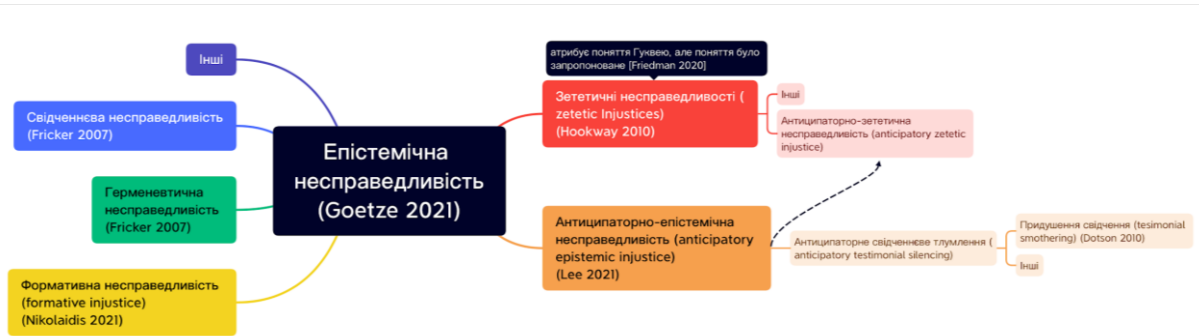 Інші
Свідченнєва несправедливість
(Fricker 2007)
Герменевтична
несправедливість
(Fricker 2007)
Формативна несправедливість
(formative injustice)
(Nikolaidis 2021)
Епістемічна
несправедливість
(Goetze 2021)
атрибує поняття Гуквею, але поняття було
запропоноване [Friedman 2020]
Зететичні несправедливості (
zetetic Injustices)
(Hookway 2010)
Інші
Антиципаторно-зететична
несправедливість (anticipatory zetetic
injustice)
Антиципаторно-епістемічна
несправедливість (anticipatory
epistemic injustice)
(Lee 2021)
Антиципаторне свідченнєве тлумлення (
anticipatory testimonial silencing)
Придушення свідчення (tesimonial
smothering) (Dotson 2010)
Інші